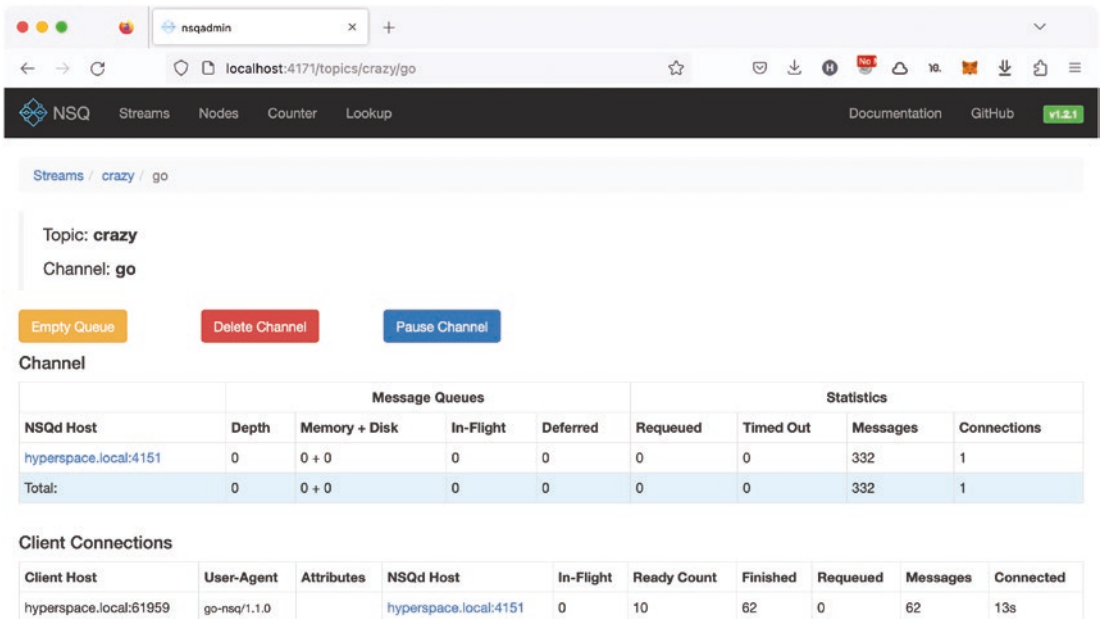 nsqadmin
localhost:4171/topics/crazy/go
NSQ Streams Nodes Counter Lookup Documentation GitHub v1.2.1
Streams / crazy / go
Topic: crazy
Channel: go
Empty Queue Delete Channel Pause Channel
Channel
Message Queues Statistics
NSQd Host Depth Memory + Disk In-Flight Deferred Requeued Timed Out Messages Connections
hyperspace.local:4151 0 0 + 0 0 0 0 0 332 1
Total: 0 0 + 0 0 0 0 0 332 1
Client Connections
Client Host User-Agent Attributes NSQd Host In-Flight Ready Count Finished Requeued Messages Connected
hyperspace.local:61959 go-nsq/1.1.0 hyperspace.local:4151 0 10 62 0 62 13s